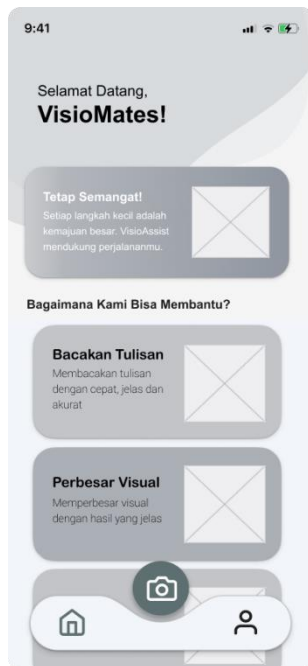 9:41
Selamat Datang,
VisioMates!
Tetap Semangat!
Setiap langkah kecil adalah
kemajuan besar. VisioAssist
mendukung perjalananmu.
Bagaimana Kami Bisa Membantu?
Bacakan Tulisan
Membacakan tulisan
dengan cepat, jelas dan
akurat
Perbesar Visual
Memperbesar visual
dengan hasil yang jelas